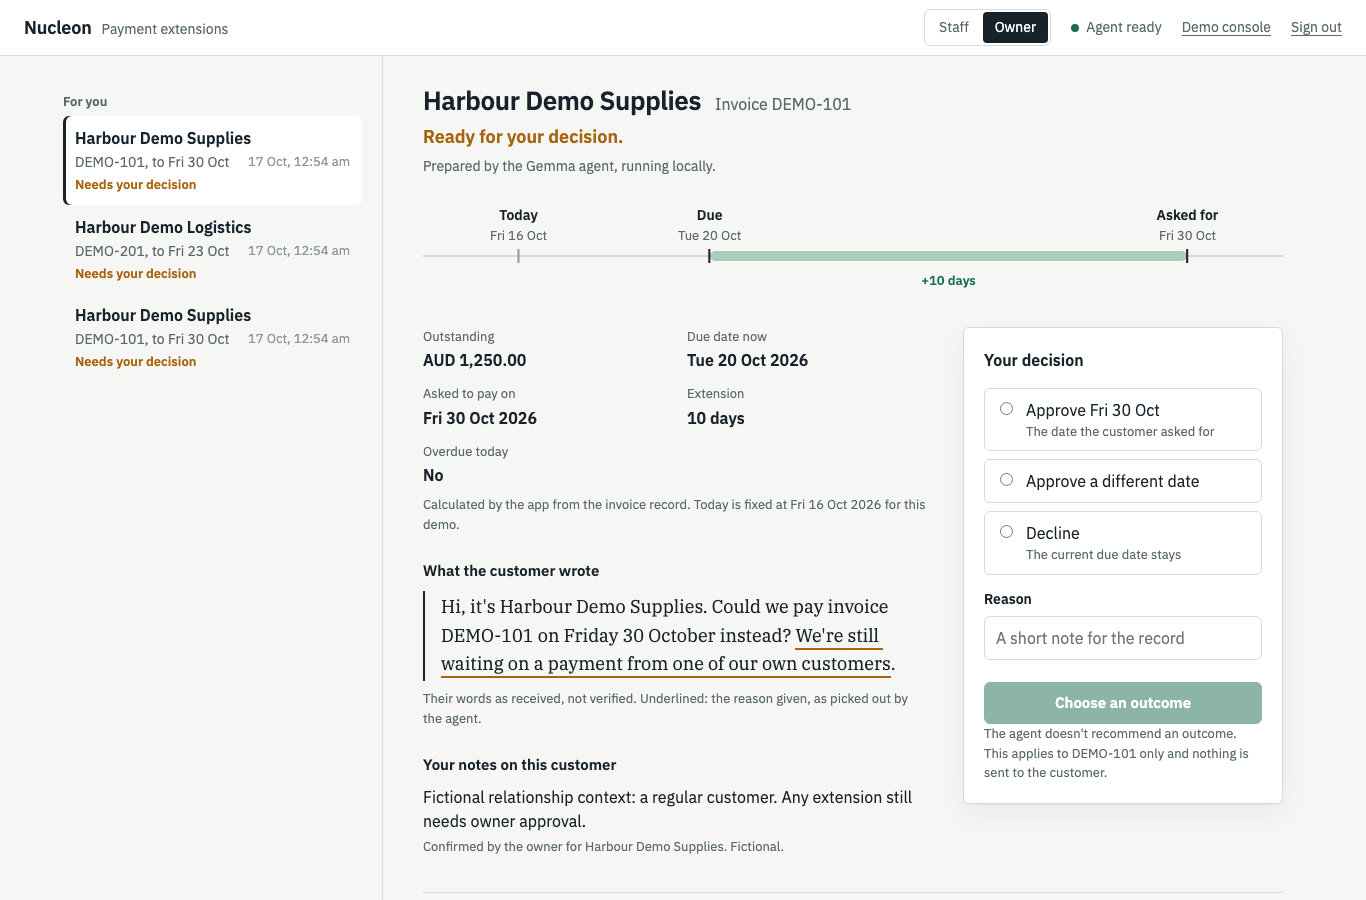 Nucleon Payment extensions
Staff Owner Agent ready Demo console Sign out
For you
Harbour Demo Supplies
DEMO-101, to Fri 30 Oct 17 Oct, 12:54 am
Needs your decision
Harbour Demo Logistics
DEMO-201, to Fri 23 Oct 17 Oct, 12:54 am
Needs your decision
Harbour Demo Supplies
DEMO-101, to Fri 30 Oct 17 Oct, 12:54 am
Needs your decision
Harbour Demo Supplies Invoice DEMO-101
Ready for your decision.
Prepared by the Gemma agent, running locally.
Today Due Asked for
Fri 16 Oct Tue 20 Oct Fri 30 Oct
+10 days
Outstanding Due date now
AUD 1,250.00 Tue 20 Oct 2026
Asked to pay on Extension
Fri 30 Oct 2026 10 days
Overdue today
No
Calculated by the app from the invoice record. Today is fixed at Fri 16 Oct 2026 for this
demo.
What the customer wrote
Hi, it's Harbour Demo Supplies. Could we pay invoice
DEMO-101 on Friday 30 October instead? We're still
waiting on a payment from one of our own customers.
Their words as received, not verified. Underlined: the reason given, as picked out by
the agent.
Your notes on this customer
Fictional relationship context: a regular customer. Any extension still
needs owner approval.
Confirmed by the owner for Harbour Demo Supplies. Fictional.
Your decision
Approve Fri 30 Oct
The date the customer asked for
Approve a different date
Decline
The current due date stays
Reason
A short note for the record
Choose an outcome
The agent doesn't recommend an outcome.
This applies to DEMO-101 only and nothing is
sent to the customer.